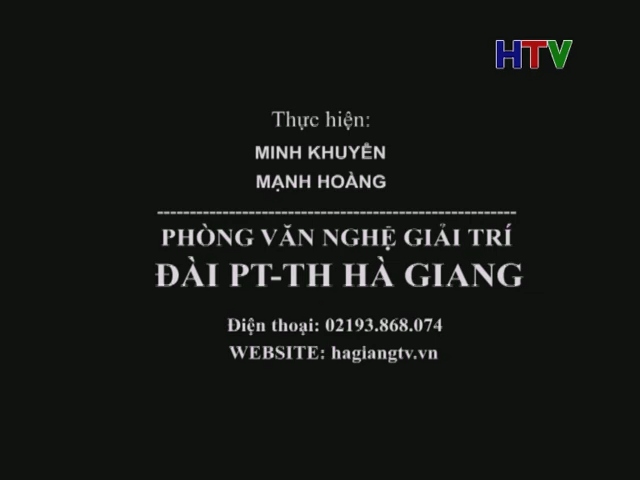 HTV
Thực hiện:
MINH KHUYÊN
MẠNH HOÀNG
PHÒNG VĂN NGHỆ GIẢI TRÍ
ĐÀI PT-TH HÀ GIANG
Điện thoại: 02193.868.074
WEBSITE: hagiangtv.vn